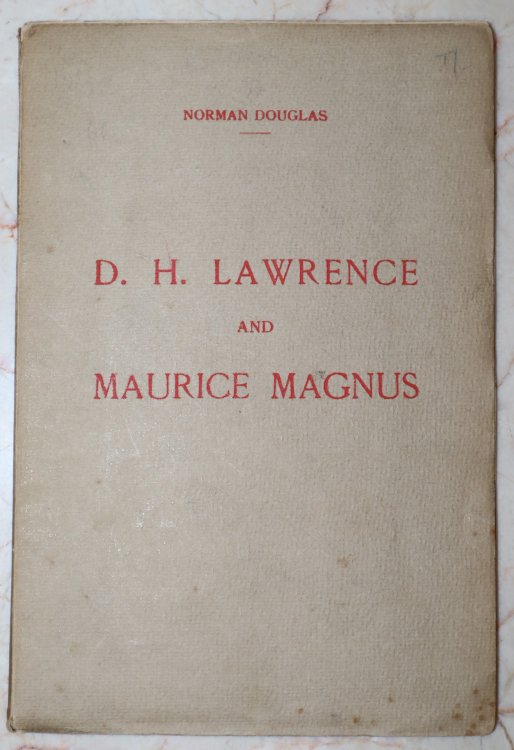 NORMAN DOUGLAS
D. H. LAWRENCE
AND
MAURICE MAGNUS